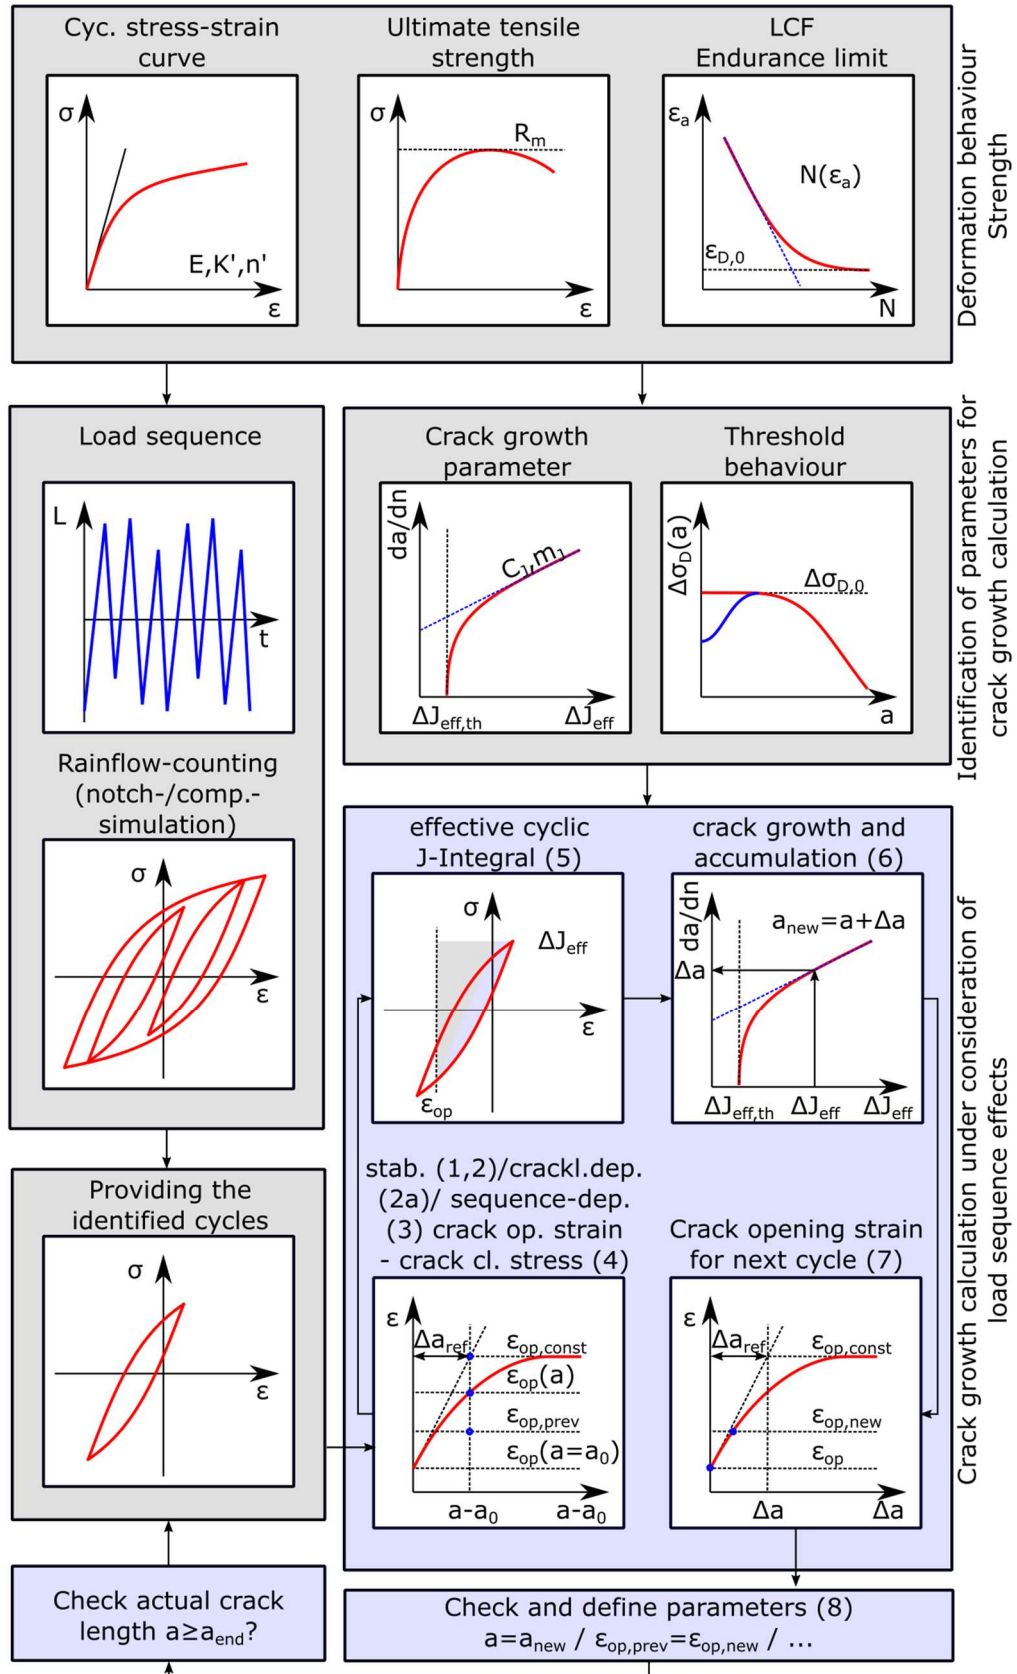 Cyc. stress-strain
curve
σ
E,K',n'
ε
Ultimate tensile
strength
σ
Rm
ε
LCF
Endurance limit
εa
N(εa)
εD,0
N
Deformation behaviour
Strength
Load sequence
L
t
Rainflow-counting
(notch-/comp.-
simulation)
σ
ε
Crack growth
parameter
da/dn
CJ,mJ
ΔJeff,th
ΔJeff
Threshold
behaviour
ΔσD(a)
ΔσD,0
a
Identification of parameters for
crack growth calculation
effective cyclic
J-Integral (5)
σ
ΔJeff
ε
εop
crack growth and
accumulation (6)
da/dn
anew=a+Δa
Δa
ΔJeff,th
ΔJeff
ΔJeff
Providing the
identified cycles
σ
ε
stab. (1,2)/crackl.dep.
(2a)/ sequence-dep.
(3) crack op. strain
- crack cl. stress (4)
ε
Δaref
εop,const
εop(a)
εop,prev
εop(a=a0)
a-a0
a-a0
Crack opening strain
for next cycle (7)
ε
Δaref
εop,const
εop,new
εop
Δa
Δa
Crack growth calculation under consideration of
load sequence effects
Check actual crack
length a≥aend?
Check and define parameters (8)
a=anew / εop,prev=εop,new / ...